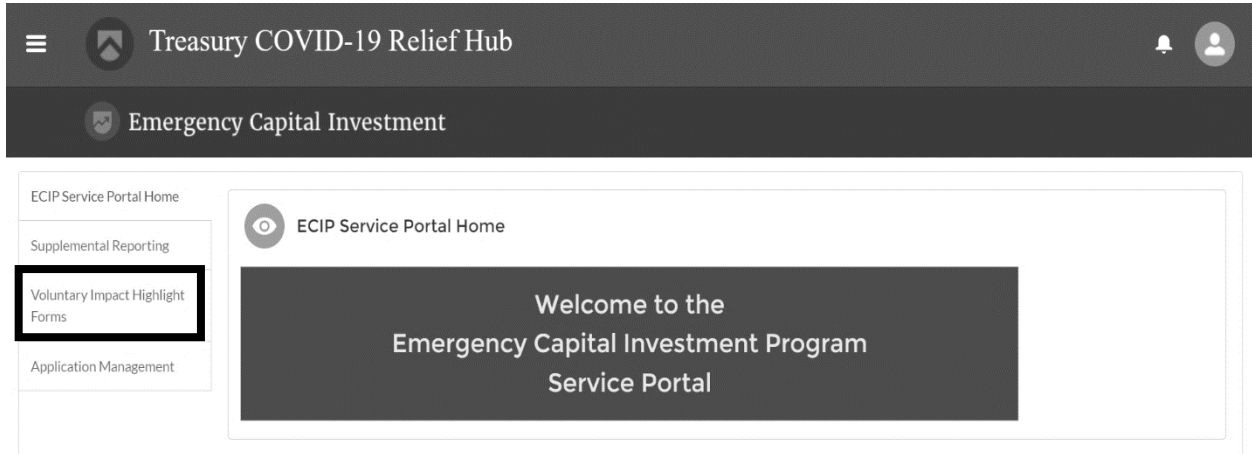 Treasury COVID-19 Relief Hub
Emergency Capital Investment
ECIP Service Portal Home
Supplemental Reporting
Voluntary Impact Highlight
Forms
Application Management
ECIP Service Portal Home
Welcome to the
Emergency Capital Investment Program
Service Portal